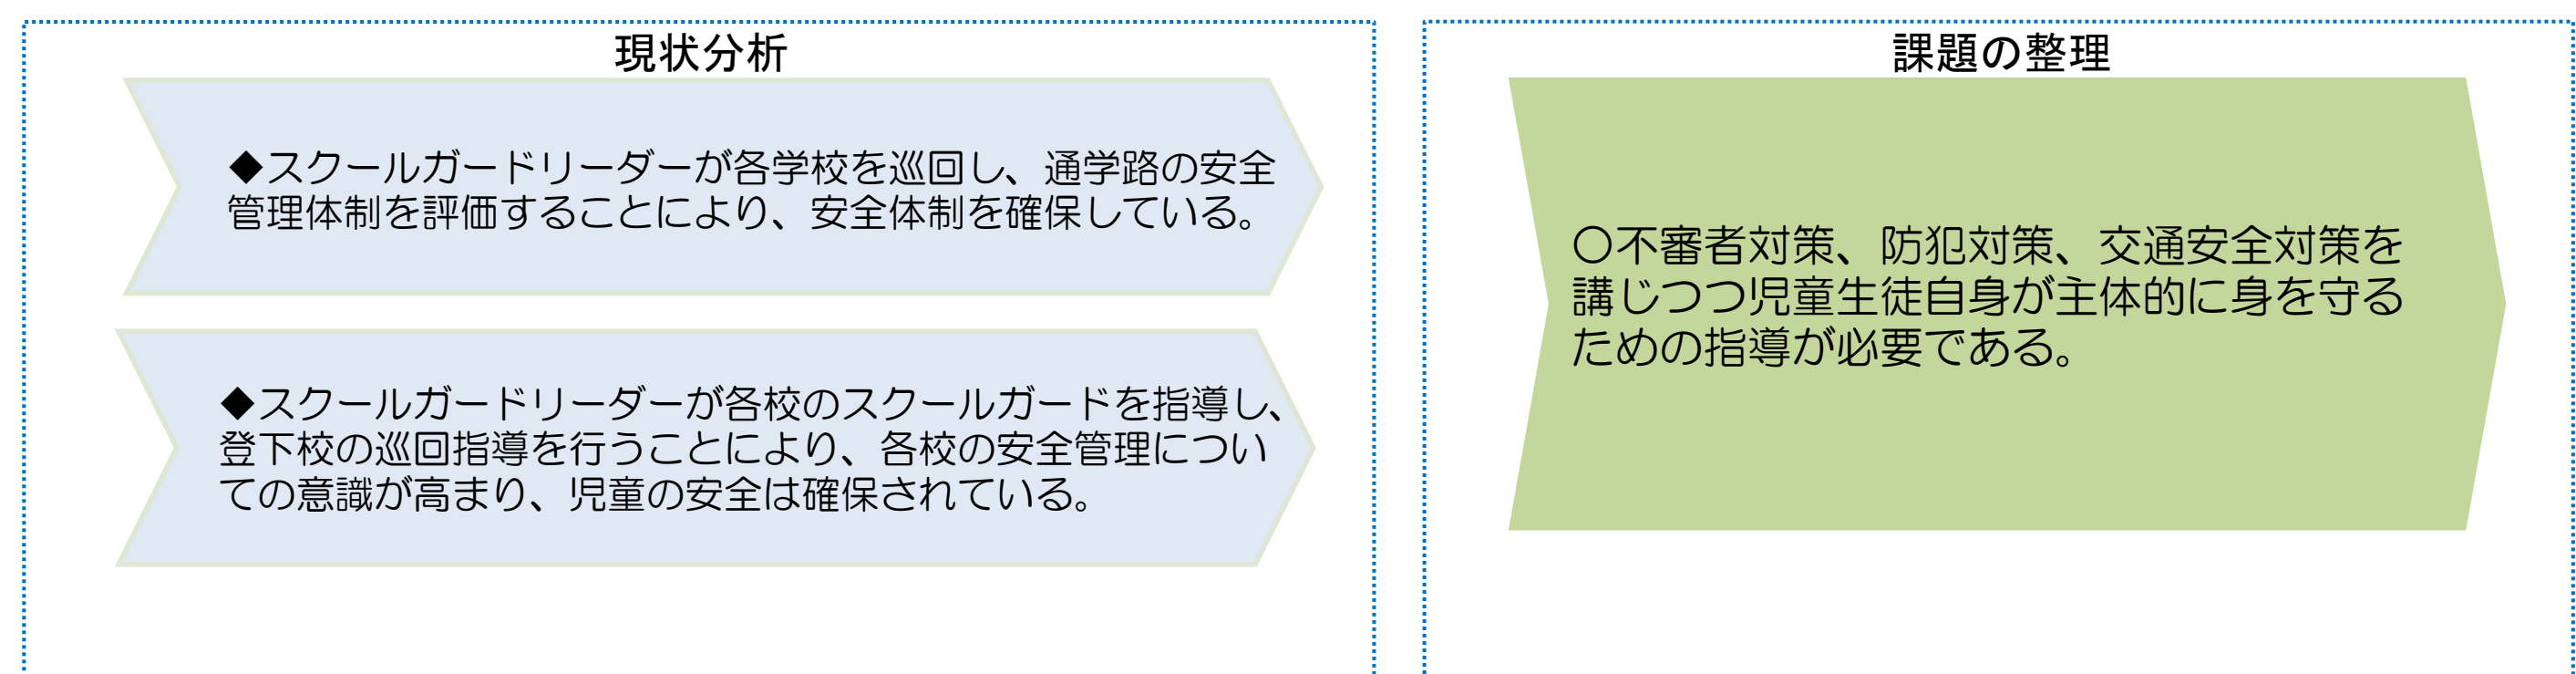 現状分析
◆スクールガードリーダーが各学校を巡回し、通学路の安全
管理体制を評価することにより、安全体制を確保している。
◆スクールガードリーダーが各校のスクールガードを指導し、
登下校の巡回指導を行うことにより、各校の安全管理につい
ての意識が高まり、児童の安全は確保されている。
課題の整理
〇不審者対策、防犯対策、交通安全対策を
講じつつ児童生徒自身が主体的に身を守る
ための指導が必要である。